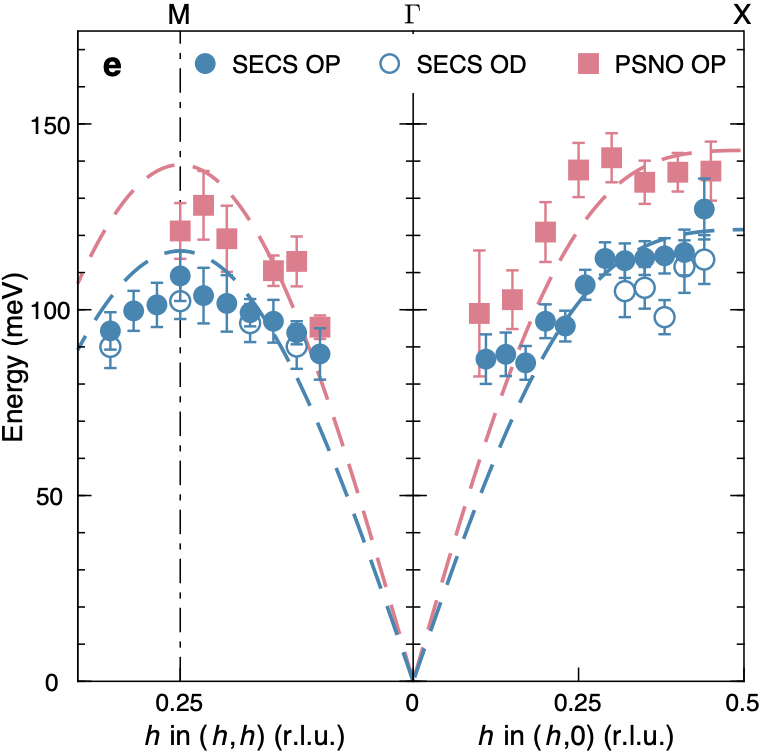 M Γ X
e SECS OP SECS OD PSNO OP
150
100
50
0
Energy (meV)
0.25 0 0.25 0.5
h in (h,h) (r.l.u.) h in (h,0) (r.l.u.)